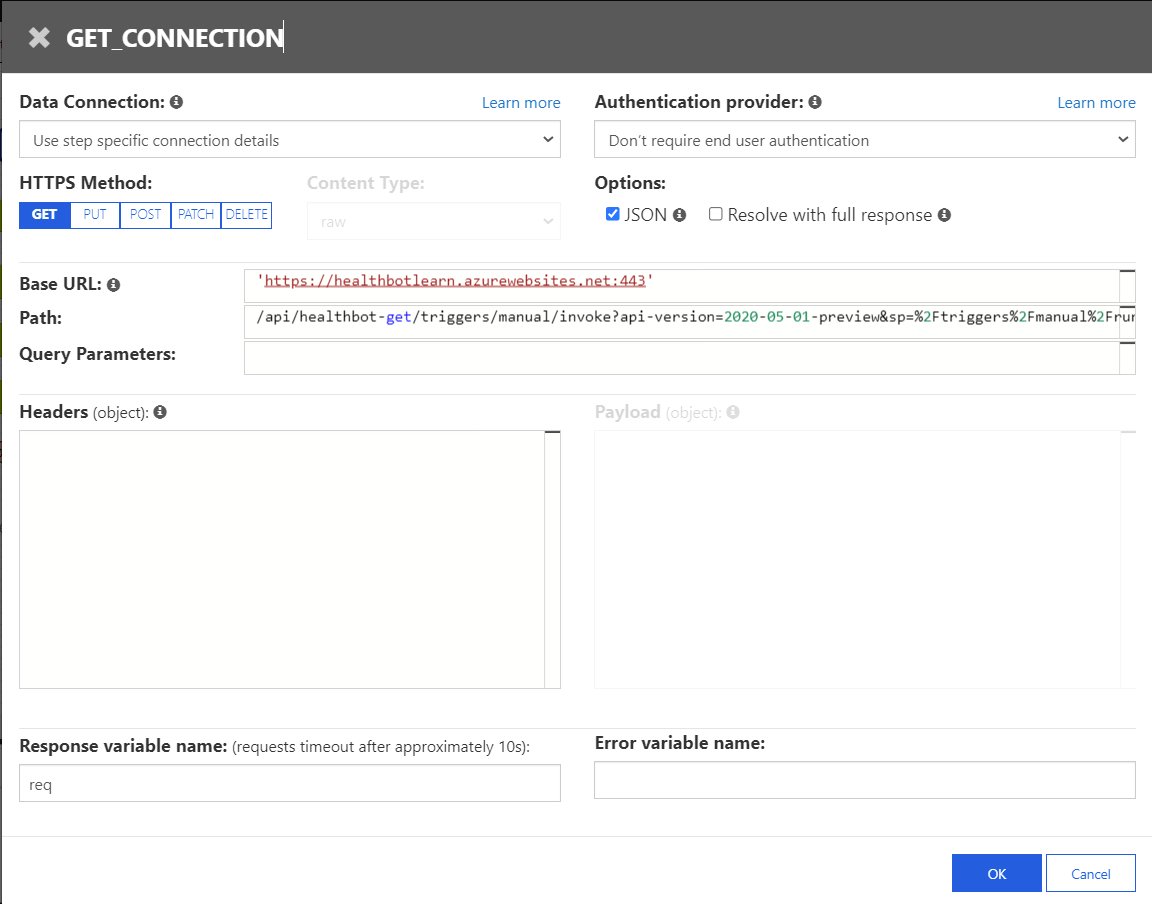 GET_CONNECTION
Data Connection: Learn more
Use step specific connection details
Authentication provider: Learn more
Don't require end user authentication
HTTPS Method:
GET PUT POST PATCH DELETE
Content Type:
raw
Options:
JSON Resolve with full response
Base URL: 'https://healthbotlearn.azurewebsites.net:443'
Path: /api/healthbot-get/triggers/manual/invoke?api-version=2020-05-01-preview&sp=%2Ftriggers%2Fmanual%2Frun
Query Parameters:
Headers (object):
Payload (object):
Response variable name: (requests timeout after approximately 10s):
req
Error variable name:
OK Cancel